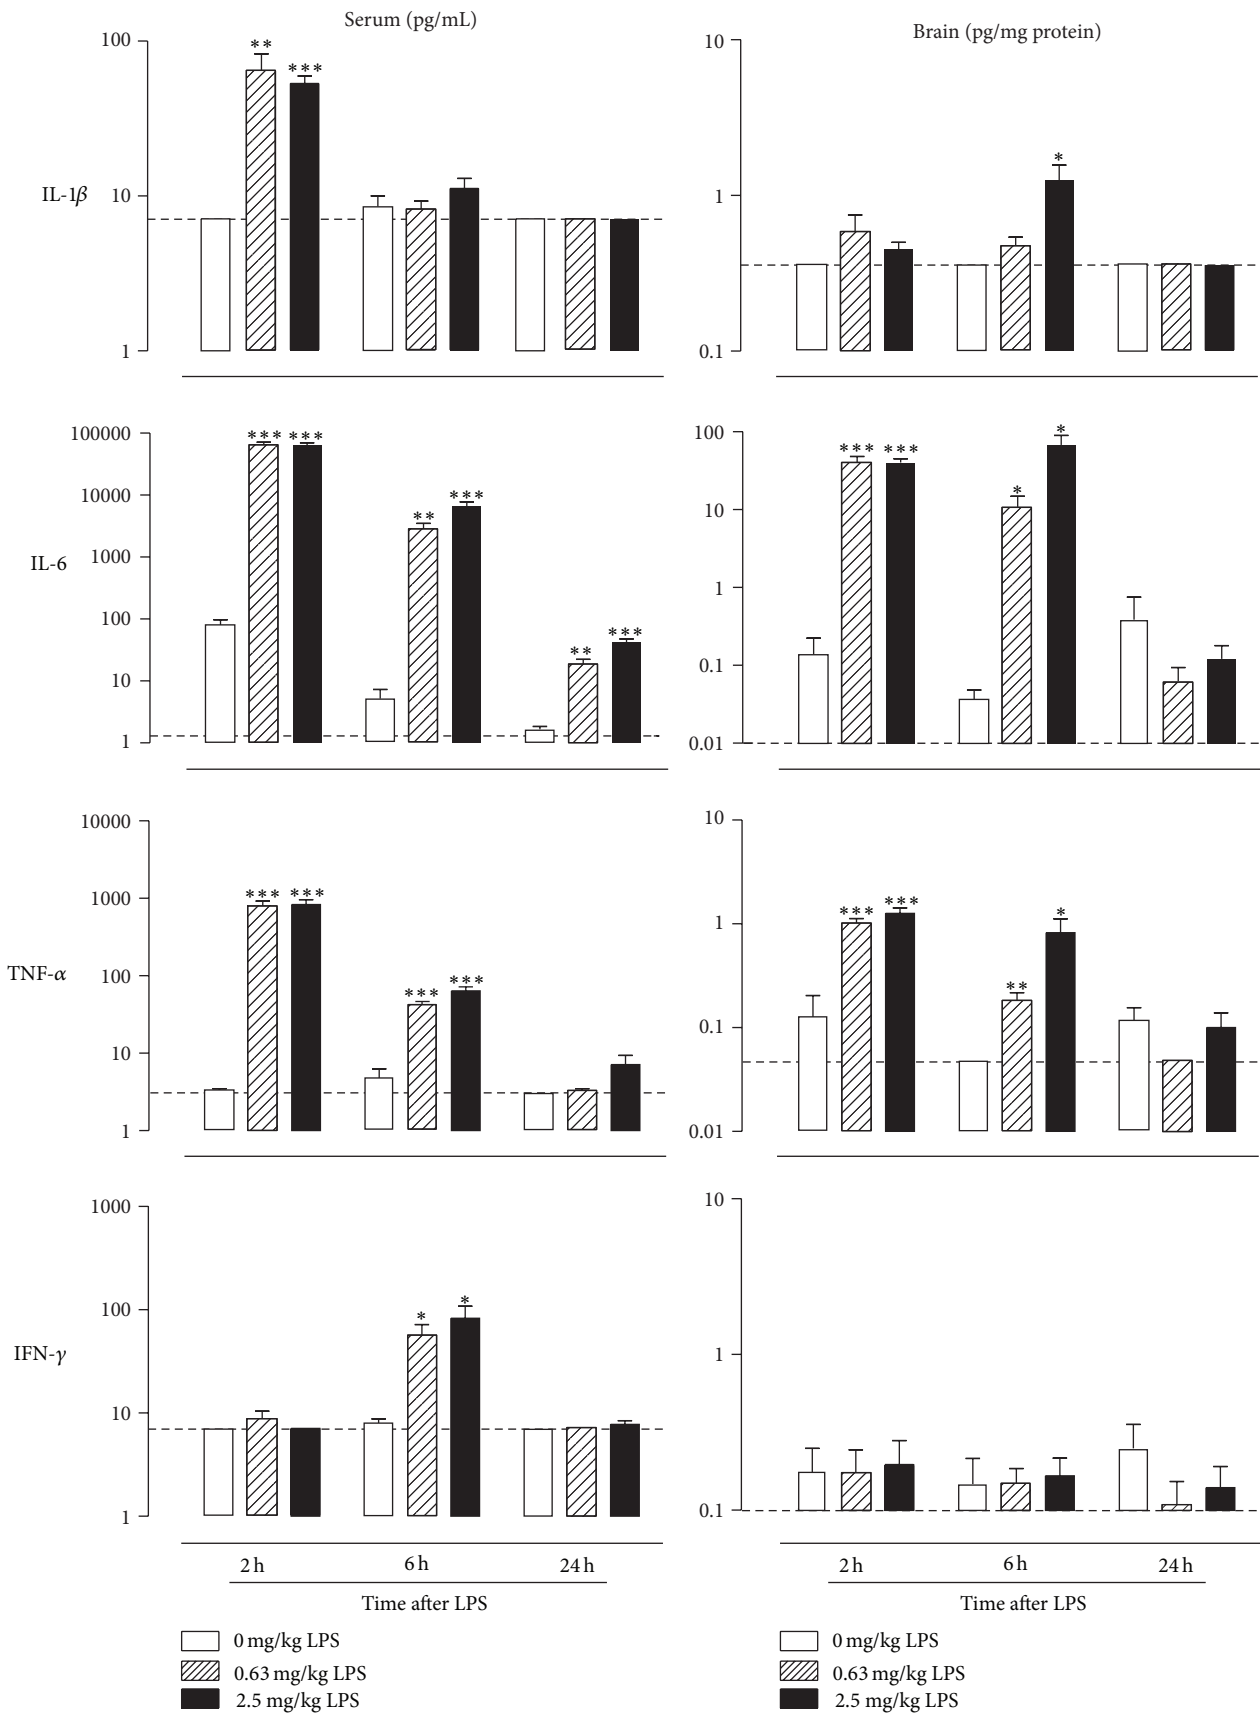 Serum (pg/mL)
Brain (pg/mg protein)
IL-1β
100
10
1
** ***
10
1
0.1
*
IL-6
100000
10000
1000
100
10
1
*** ***
** ***
** ***
100
10
1
0.1
0.01
*** ***
* *
TNF-α
10000
1000
100
10
1
*** ***
*** ***
10
1
0.1
0.01
*** ***
** *
IFN-γ
1000
100
10
1
* *
10
1
0.1
2 h 6 h 24 h
Time after LPS
2 h 6 h 24 h
Time after LPS
0 mg/kg LPS
0.63 mg/kg LPS
2.5 mg/kg LPS
0 mg/kg LPS
0.63 mg/kg LPS
2.5 mg/kg LPS